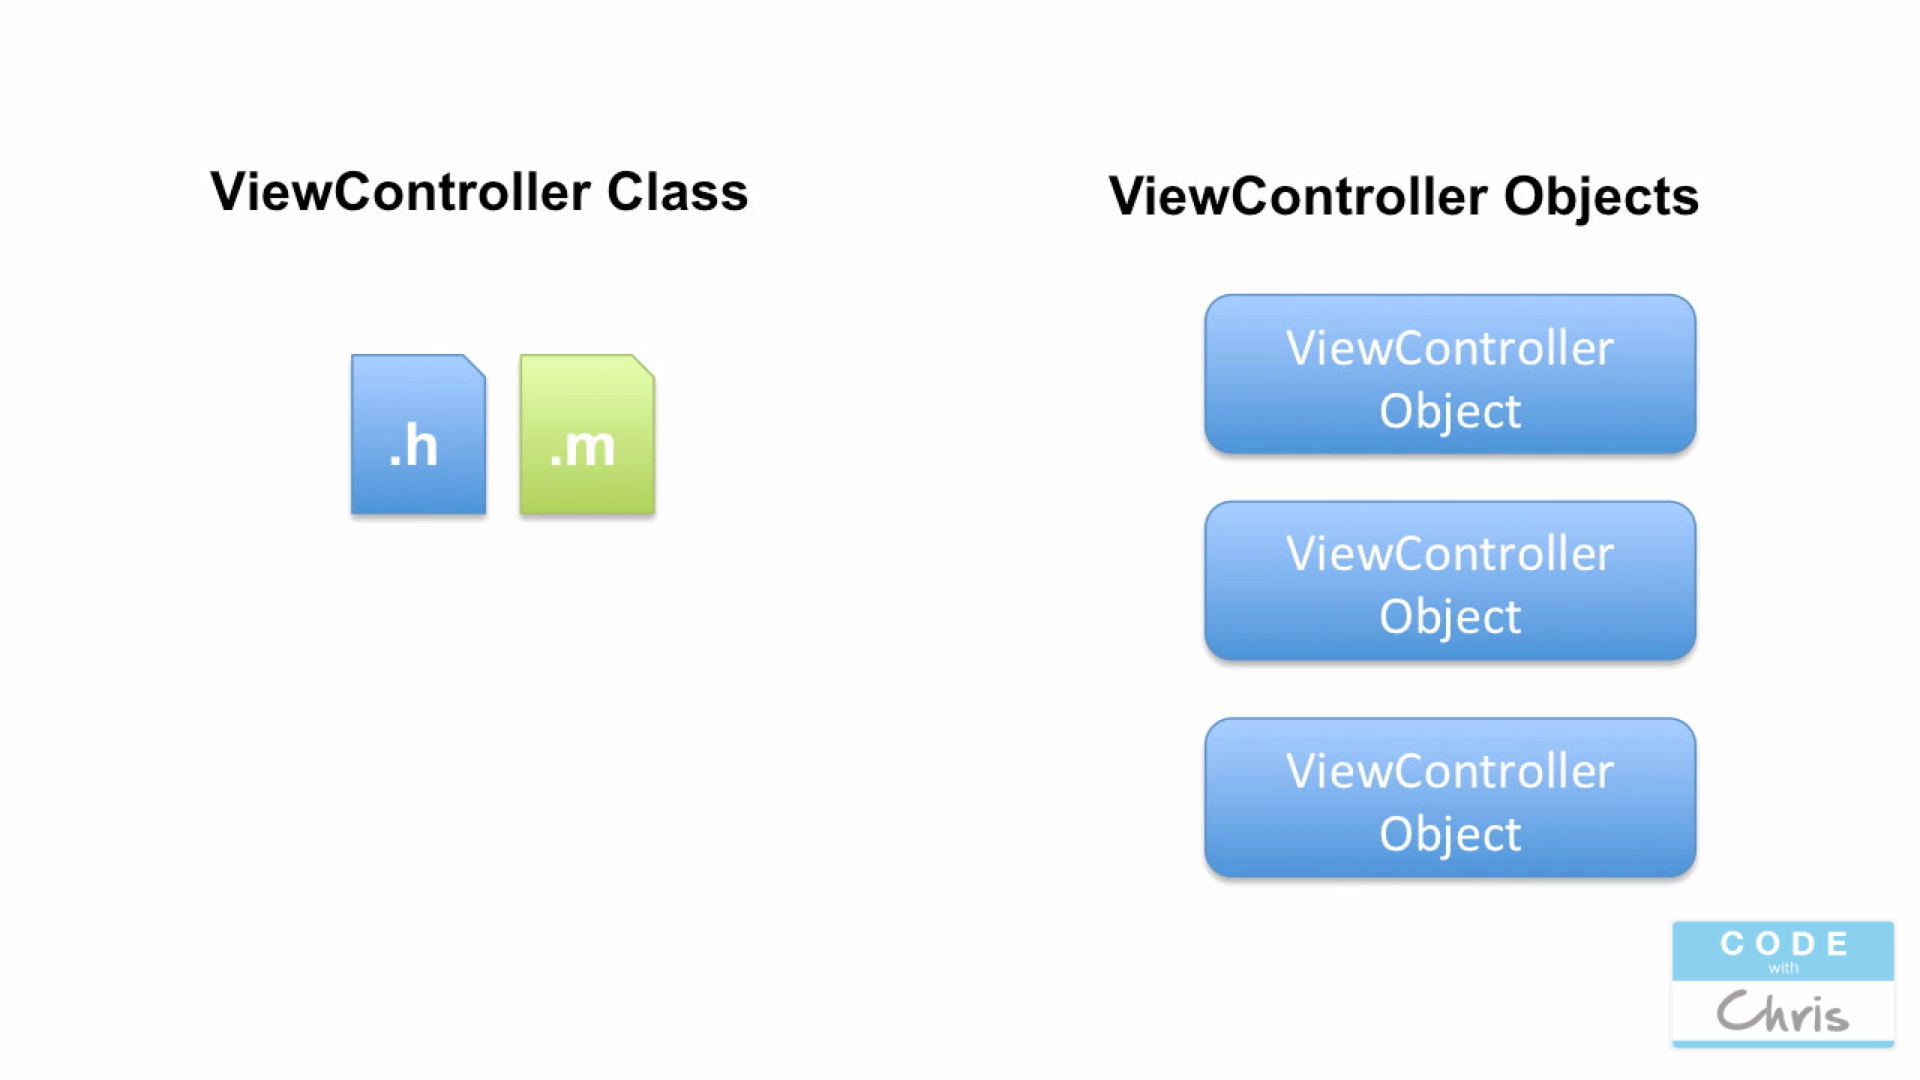 ViewController Class
ViewController Objects
.h
.m
ViewController
Object
ViewController
Object
ViewController
Object
CODE
with
Chris